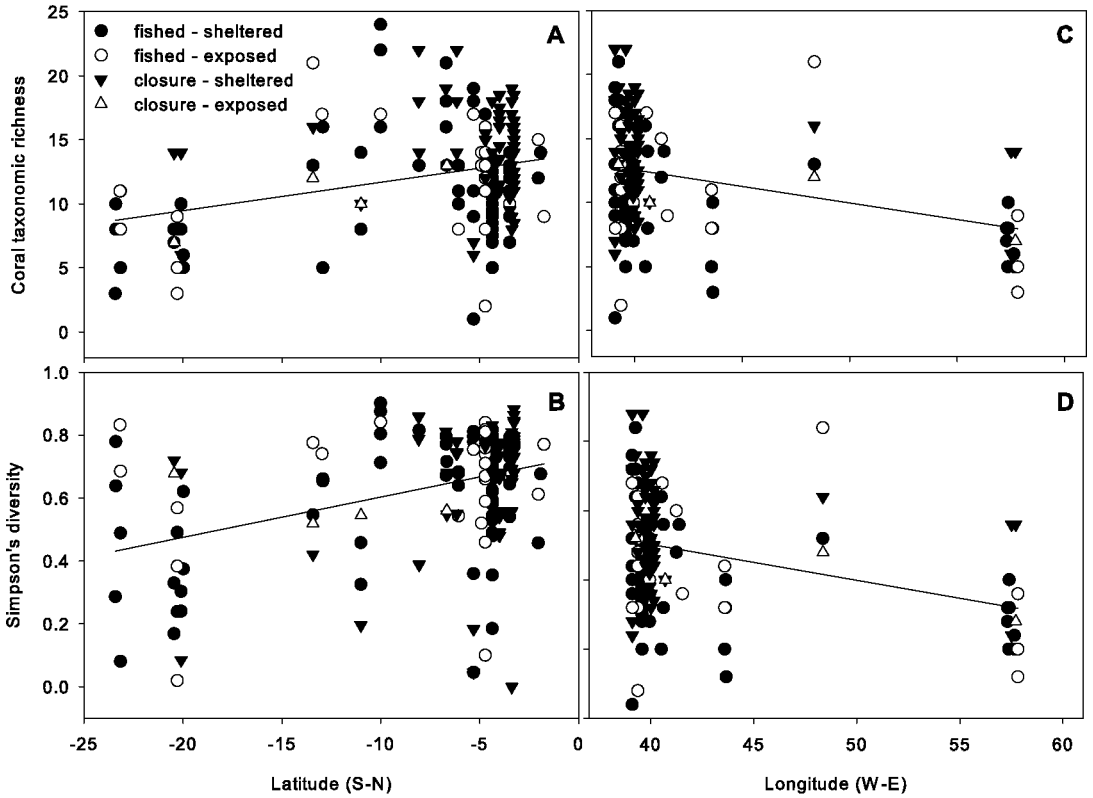 25
20
15
10
5
0
Coral taxonomic richness
fished - sheltered
fished - exposed
closure - sheltered
closure - exposed
A
C
1.0
0.8
0.6
0.4
0.2
0.0
Simpson's diversity
B
D
-25 -20 -15 -10 -5 0
40 45 50 55 60
Latitude (S-N)
Longitude (W-E)